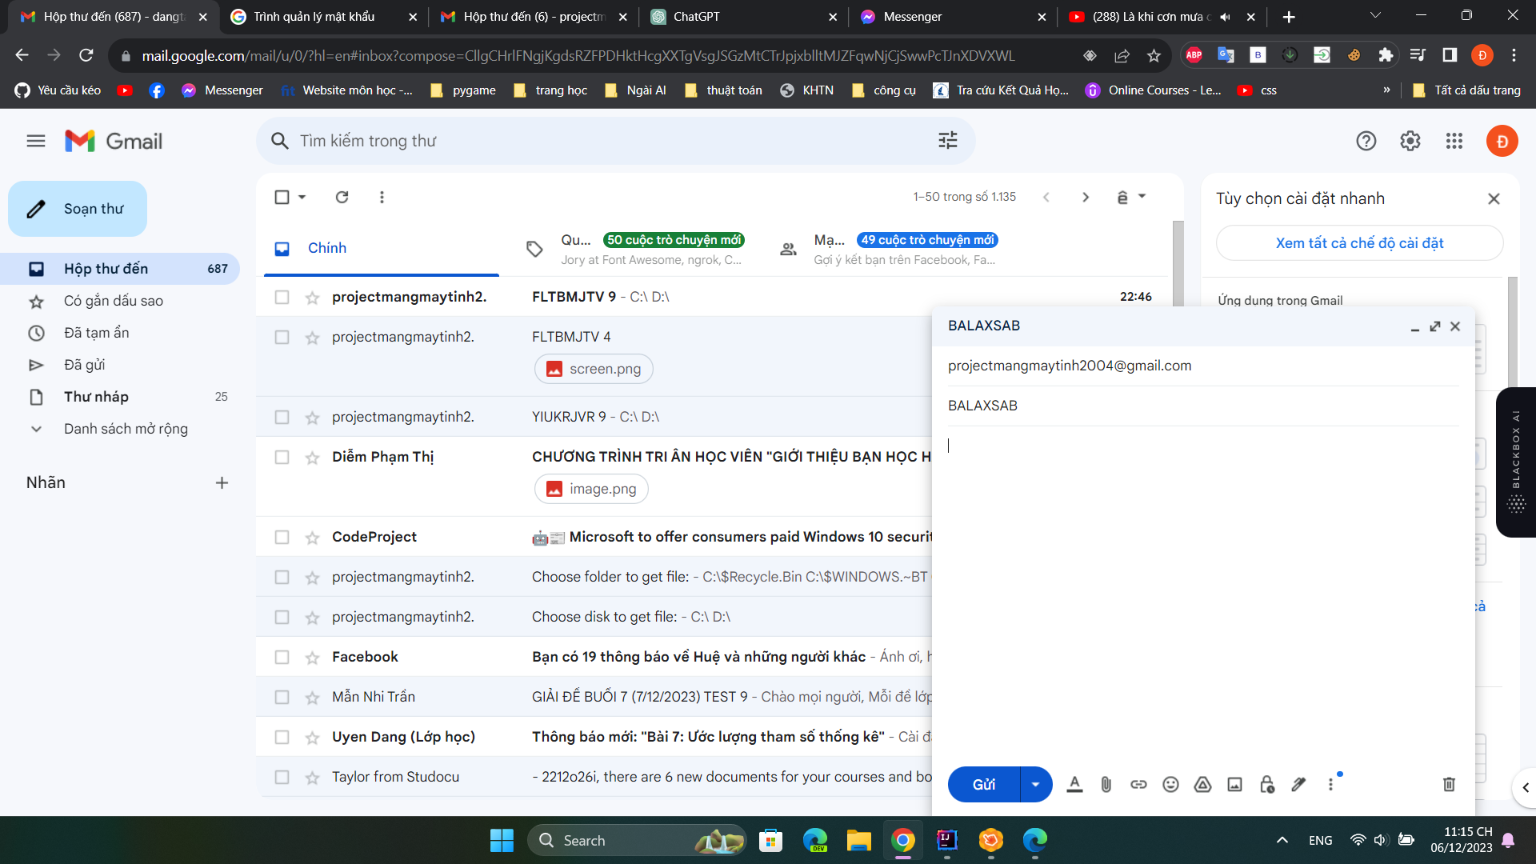 Hộp thư đến (687) - dangta
Trình quản lý mật khẩu
Hộp thư đến (6) - projectm
ChatGPT
Messenger
(288) Là khi cơn mưa c
mail.google.com/mail/u/0/?hl=en#inbox?compose=CllgCHrlFNgjKgdsRZFPDHktHcgXXTgVsgJSGzMtCTrJpjxblltMJZFqwNjCjSwwPcTJnXDVXWL
ABP
B
Đ
Yêu cầu kéo
Messenger
fit Website môn học -...
pygame
trang học
Ngài AI
thuật toán
KHTN
công cụ
Tra cứu Kết Quả Họ...
Online Courses - Le...
css
»
Tất cả dấu trang
Gmail
Tìm kiếm trong thư
Đ
Soạn thư
Hộp thư đến 687
Có gắn dấu sao
Đã tạm ẩn
Đã gửi
Thư nháp 25
Danh sách mở rộng
Nhãn
1–50 trong số 1.135
ê
Chính
Qu... 50 cuộc trò chuyện mới
Jory at Font Awesome, ngrok, C...
Mạ... 49 cuộc trò chuyện mới
Gợi ý kết bạn trên Facebook, Fa...
projectmangmaytinh2. FLTBMJTV 9 - C:\ D:\ 22:46
projectmangmaytinh2. FLTBMJTV 4
screen.png
projectmangmaytinh2. YIUKRJVR 9 - C:\ D:\
Diễm Phạm Thị CHƯƠNG TRÌNH TRI ÂN HỌC VIÊN "GIỚI THIỆU BẠN HỌC H
image.png
CodeProject 🤖📰 Microsoft to offer consumers paid Windows 10 securit
projectmangmaytinh2. Choose folder to get file: - C:\$Recycle.Bin C:\$WINDOWS.~BT
projectmangmaytinh2. Choose disk to get file: - C:\ D:\
Facebook Bạn có 19 thông báo về Huệ và những người khác - Ánh ơi, h
Mẫn Nhi Trần GIẢI ĐỀ BUỔI 7 (7/12/2023) TEST 9 - Chào mọi người, Mỗi đề lớp
Uyen Dang (Lớp học) Thông báo mới: "Bài 7: Ước lượng tham số thống kê" - Cài đ
Taylor from Studocu - 2212o26i, there are 6 new documents for your courses and bo
Tùy chọn cài đặt nhanh
Xem tất cả chế độ cài đặt
Ứng dụng trong Gmail
ả
BLACKBOX AI
BALAXSAB
projectmangmaytinh2004@gmail.com
BALAXSAB
Gửi
Search
DEV
ENG
11:15 CH
06/12/2023